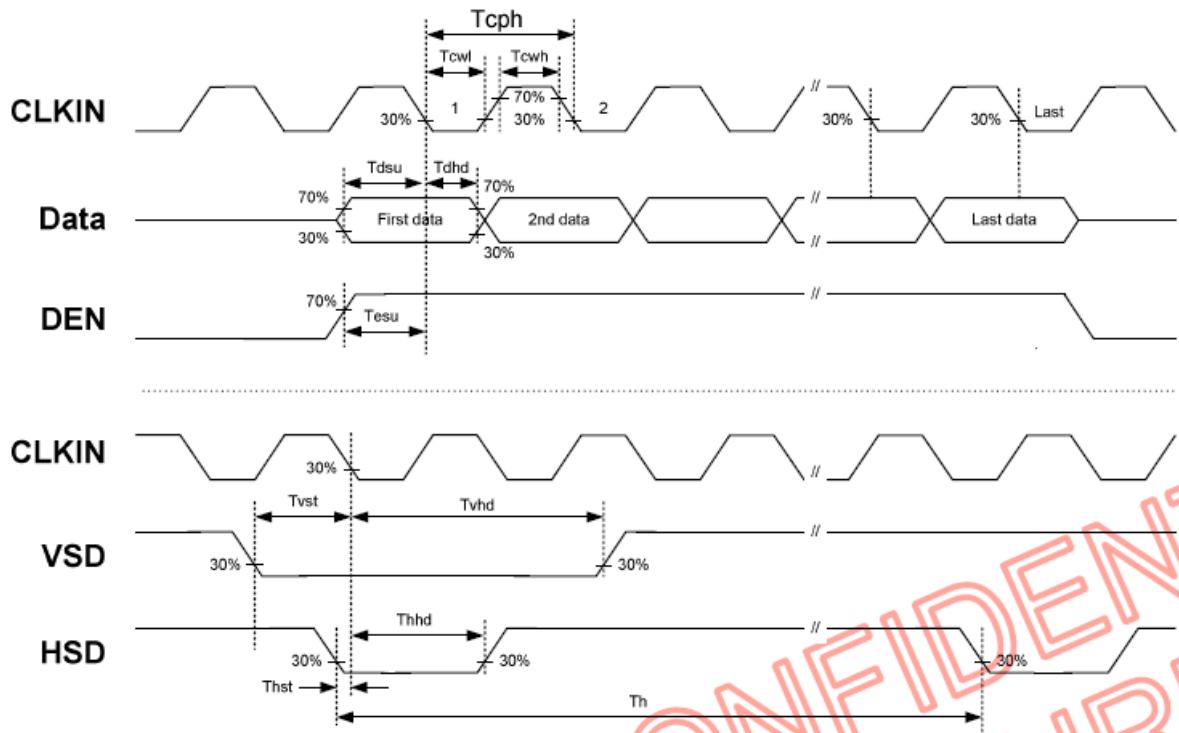 Tcph
Tcwl Tcwh
CLKIN 30% 1 70% 30% 2 // 30% 30% Last
Tdsu Tdhd
70% 70%
Data First data 2nd data // // Last data
30% 30%
DEN 70% //
Tesu
CLKIN 30% //
Tvst Tvhd
VSD 30% 30% //
Thhd
HSD 30% 30% // 30%
Thst
Th
CONFIDENT